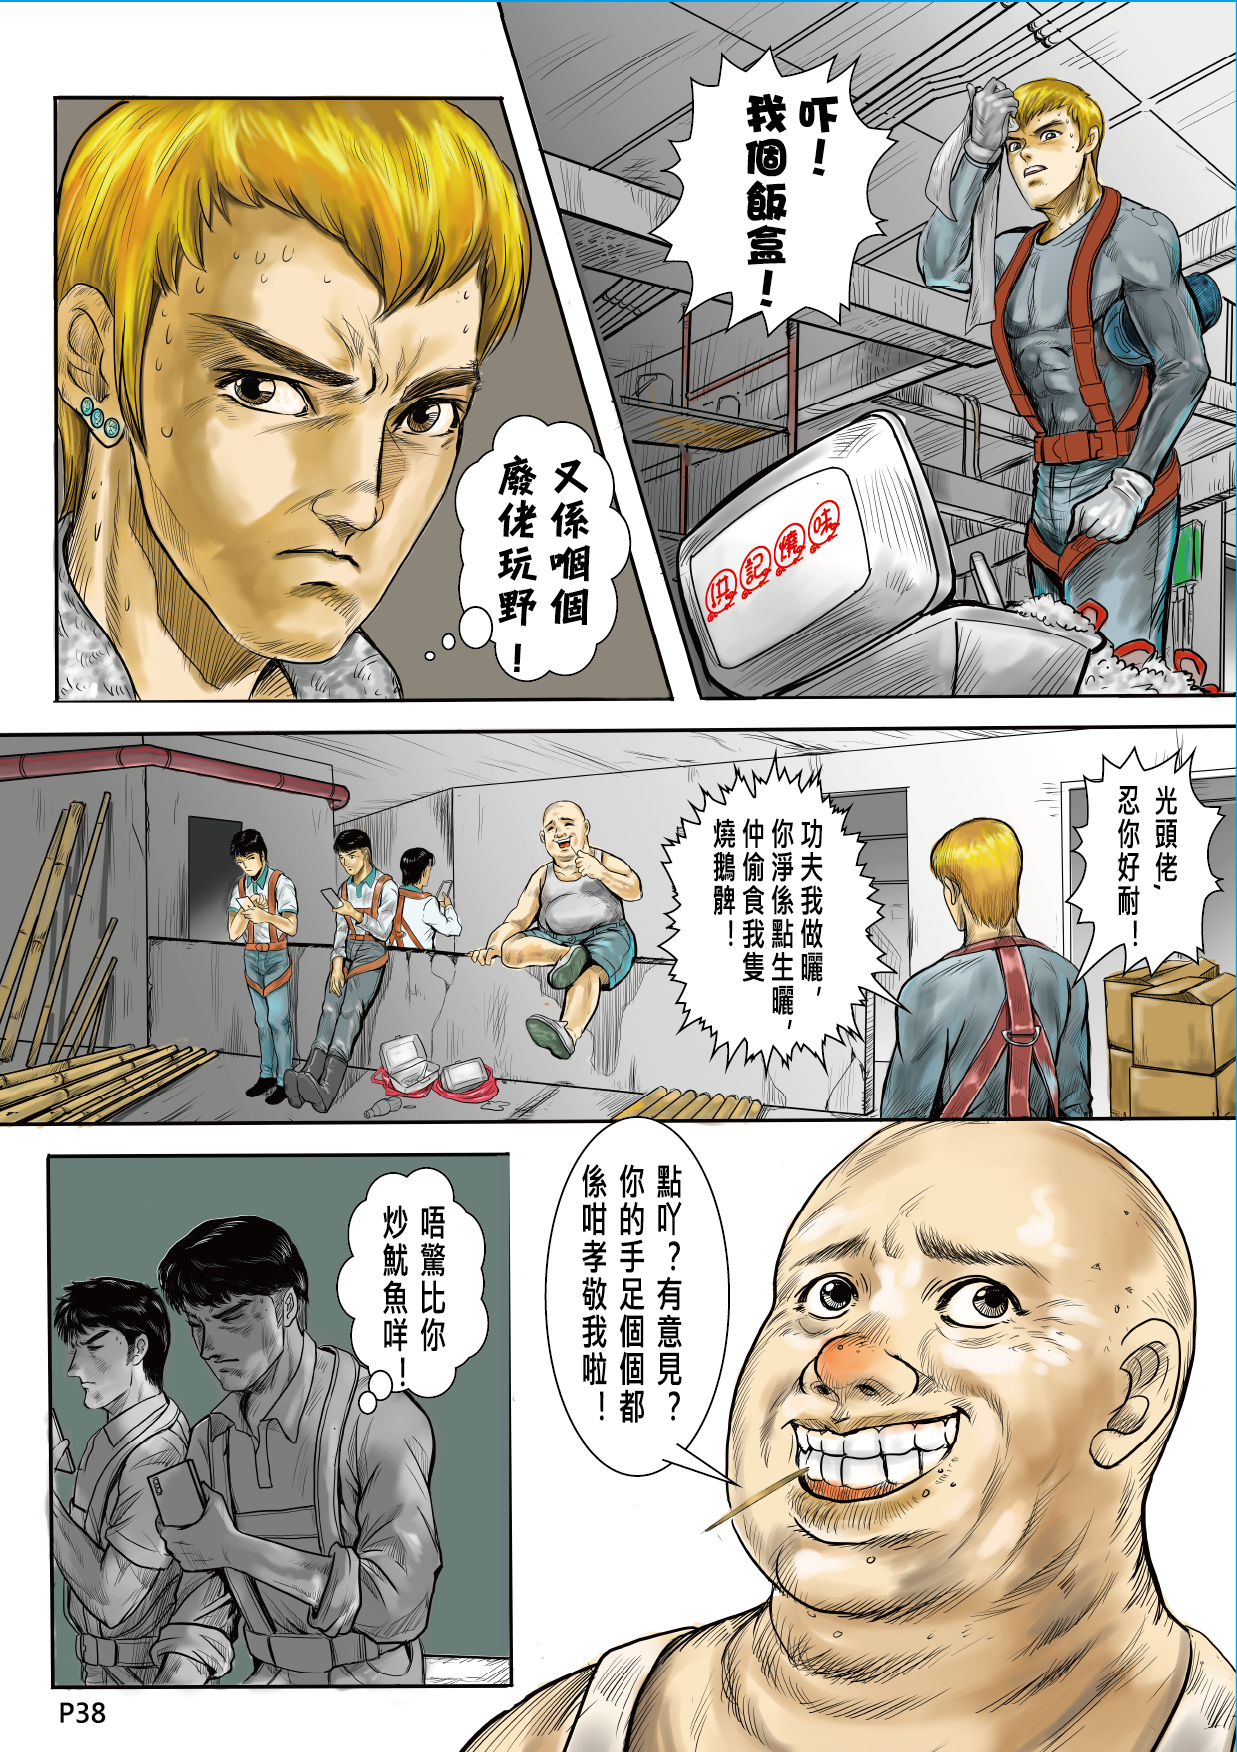 吓！
我個飯盒！
供記燒味
又係嗰個
廢佬玩野！
光頭佬，
忍你好耐！
功夫我做曬，
你淨係點生曬，
仲偷食我隻
燒鵝髀！
點吖？有意見？
你的手足個個都
係咁孝敬我啦！
唔驚比你
炒魷魚咩！
P38